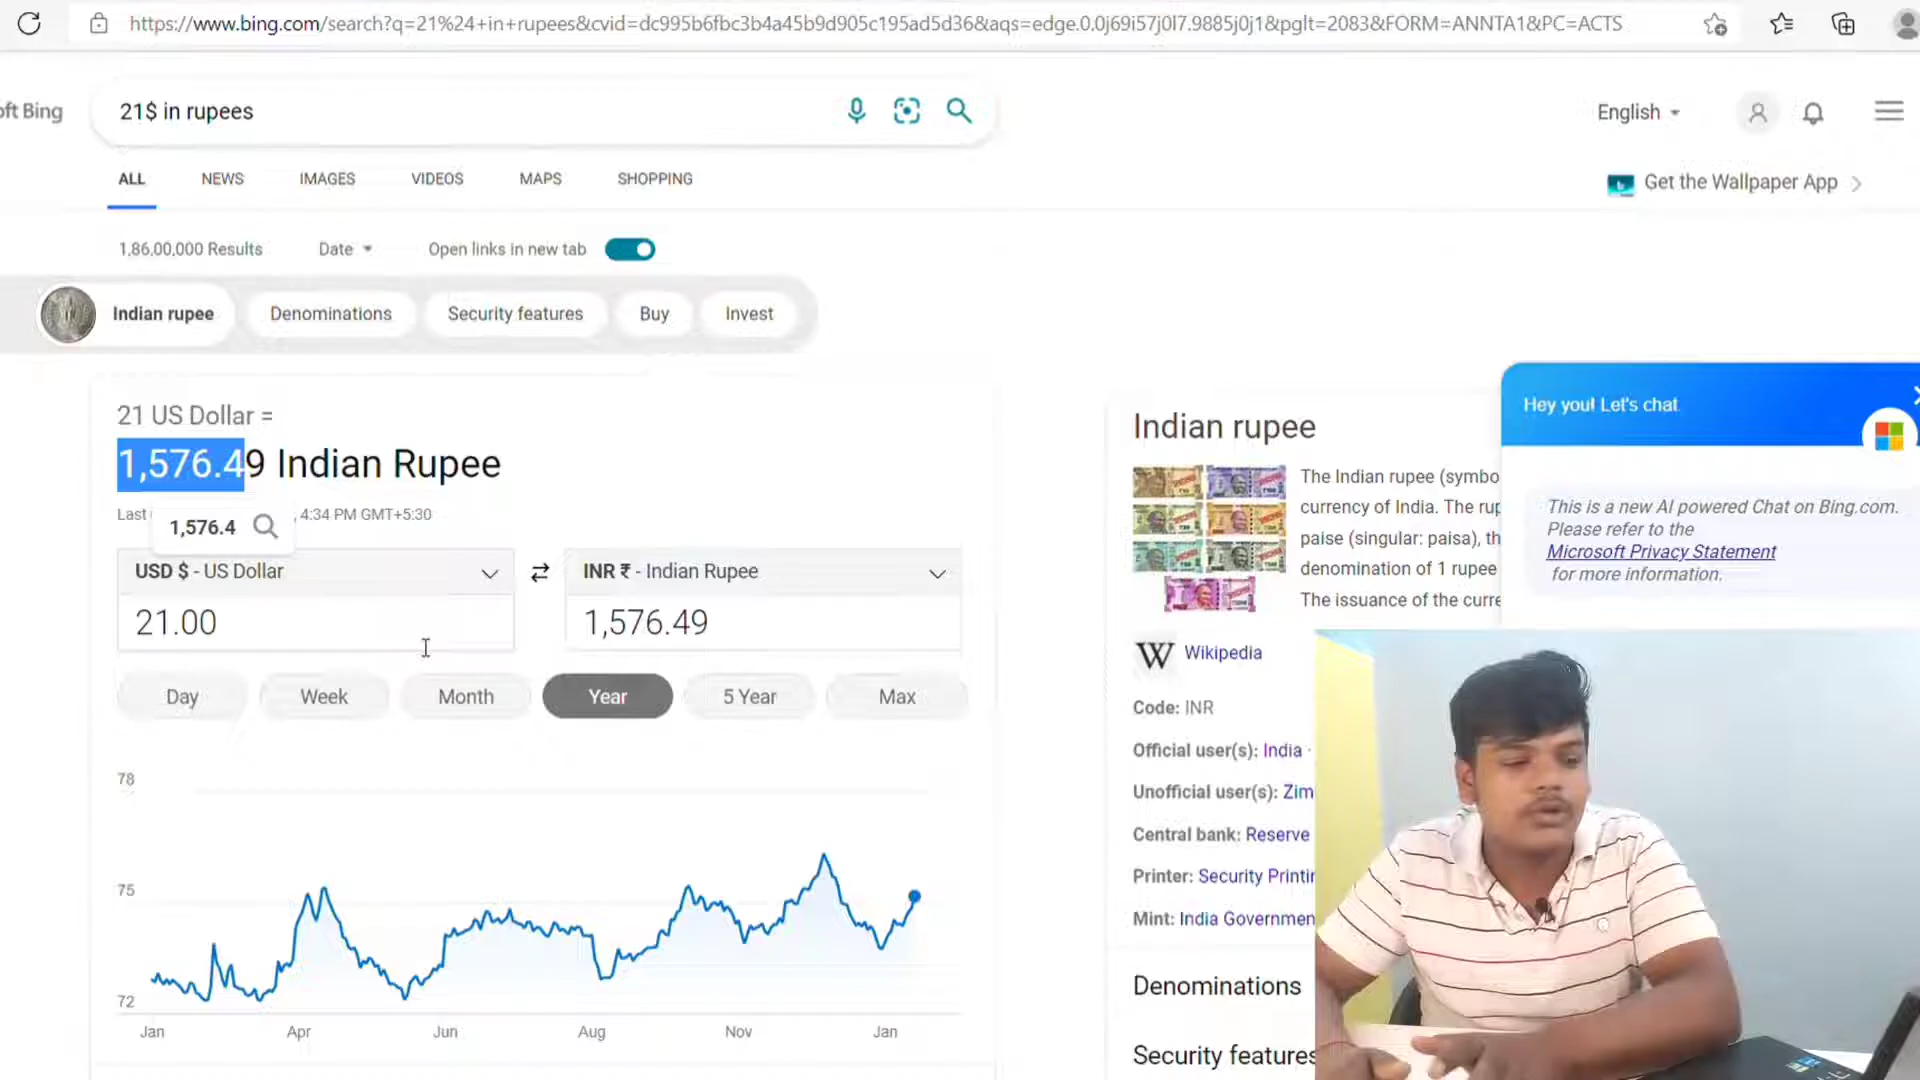 https://www.bing.com/search?q=21%24+in+rupees&cvid=dc995b6fbc3b4a45b9d905c195ad5d36&aqs=edge.0.0j69i57j0l7.9885j0j1&pglt=2083&FORM=ANNTA1&PC=ACTS
oft Bing
21$ in rupees
English
ALL NEWS IMAGES VIDEOS MAPS SHOPPING
Get the Wallpaper App
1,86,00,000 Results Date Open links in new tab
Indian rupee Denominations Security features Buy Invest
21 US Dollar =
1,576.49 Indian Rupee
Last , 4:34 PM GMT+5:30
1,576.4
USD $ - US Dollar
INR ₹ - Indian Rupee
21.00
1,576.49
Day Week Month Year 5 Year Max
78
75
72
Jan Apr Jun Aug Nov Jan
Indian rupee
The Indian rupee (symbo
currency of India. The rup
paise (singular: paisa), th
denomination of 1 rupee
The issuance of the curre
Wikipedia
Code: INR
Official user(s): India ·
Unofficial user(s): Zim
Central bank: Reserve
Printer: Security Printin
Mint: India Governmen
Denominations
Security features
Hey you! Let's chat
This is a new AI powered Chat on Bing.com.
Please refer to the
Microsoft Privacy Statement
for more information.